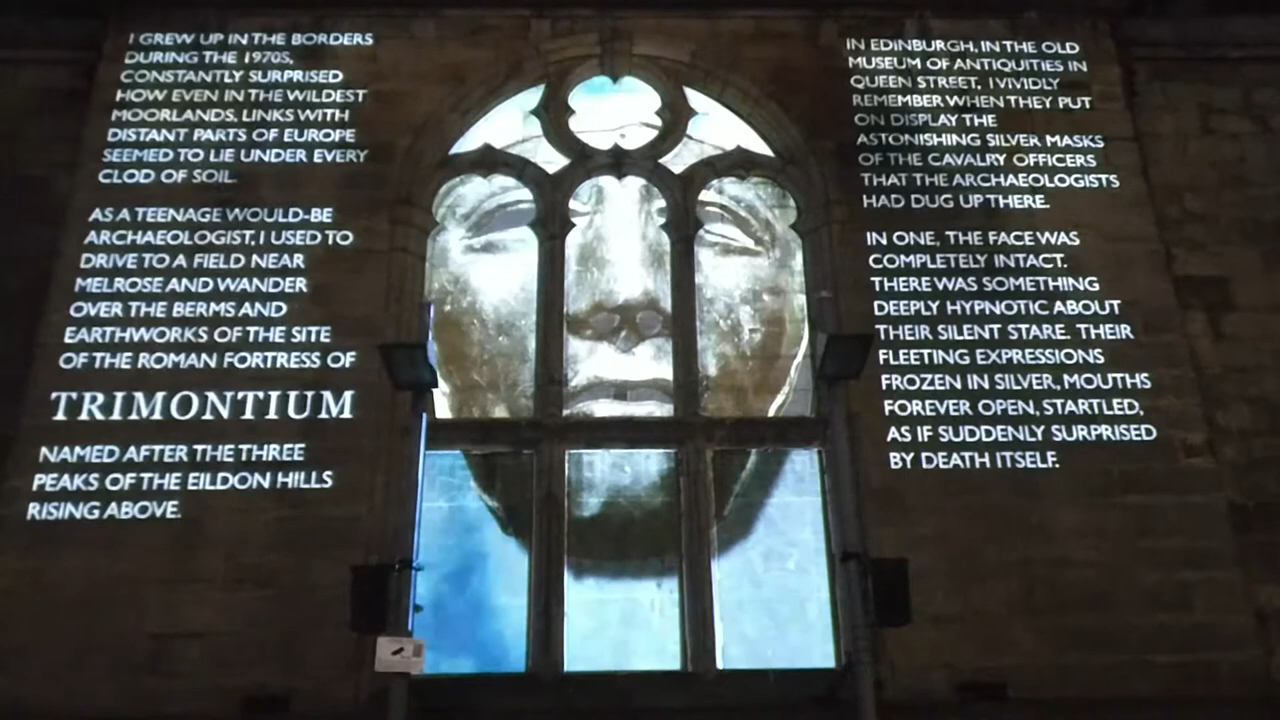 I GREW UP IN THE BORDERS
DURING THE 1970S,
CONSTANTLY SURPRISED
HOW EVEN IN THE WILDEST
MOORLANDS, LINKS WITH
DISTANT PARTS OF EUROPE
SEEMED TO LIE UNDER EVERY
CLOD OF SOIL.
AS A TEENAGE WOULD-BE
ARCHAEOLOGIST, I USED TO
DRIVE TO A FIELD NEAR
MELROSE AND WANDER
OVER THE BERMS AND
EARTHWORKS OF THE SITE
OF THE ROMAN FORTRESS OF
TRIMONTIUM
NAMED AFTER THE THREE
PEAKS OF THE EILDON HILLS
RISING ABOVE.
IN EDINBURGH, IN THE OLD
MUSEUM OF ANTIQUITIES IN
QUEEN STREET, I VIVIDLY
REMEMBER WHEN THEY PUT
ON DISPLAY THE
ASTONISHING SILVER MASKS
OF THE CAVALRY OFFICERS
THAT THE ARCHAEOLOGISTS
HAD DUG UP THERE.
IN ONE, THE FACE WAS
COMPLETELY INTACT.
THERE WAS SOMETHING
DEEPLY HYPNOTIC ABOUT
THEIR SILENT STARE. THEIR
FLEETING EXPRESSIONS
FROZEN IN SILVER, MOUTHS
FOREVER OPEN, STARTLED,
AS IF SUDDENLY SURPRISED
BY DEATH ITSELF.